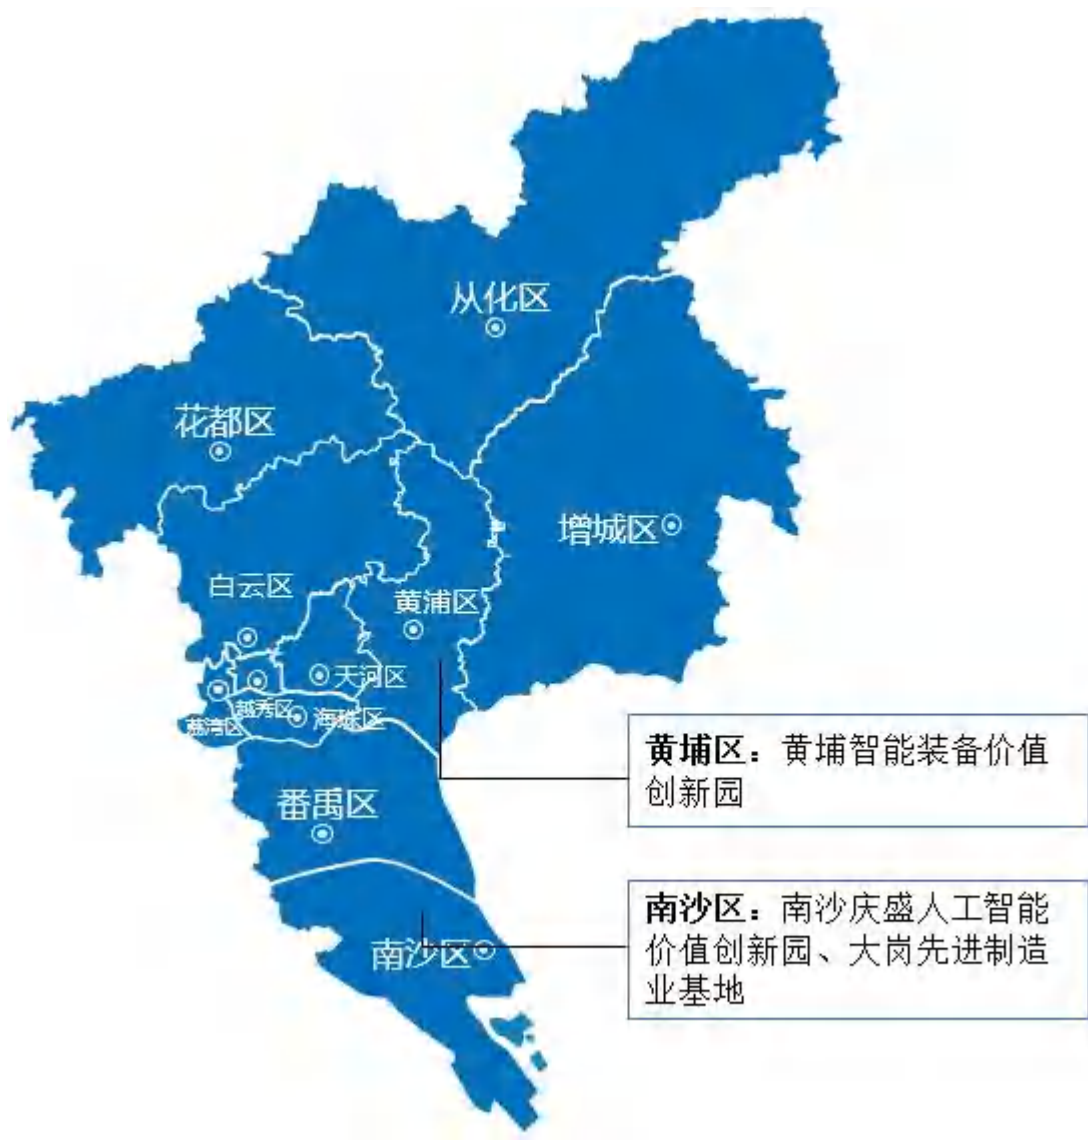 从化区
花都区
增城区
白云区
黄浦区
天河区
越秀区
海珠区
荔湾区
黄埔区：黄埔智能装备价值
创新园
番禺区
南沙区：南沙庆盛人工智能
价值创新园、大岗先进制造
业基地
南沙区